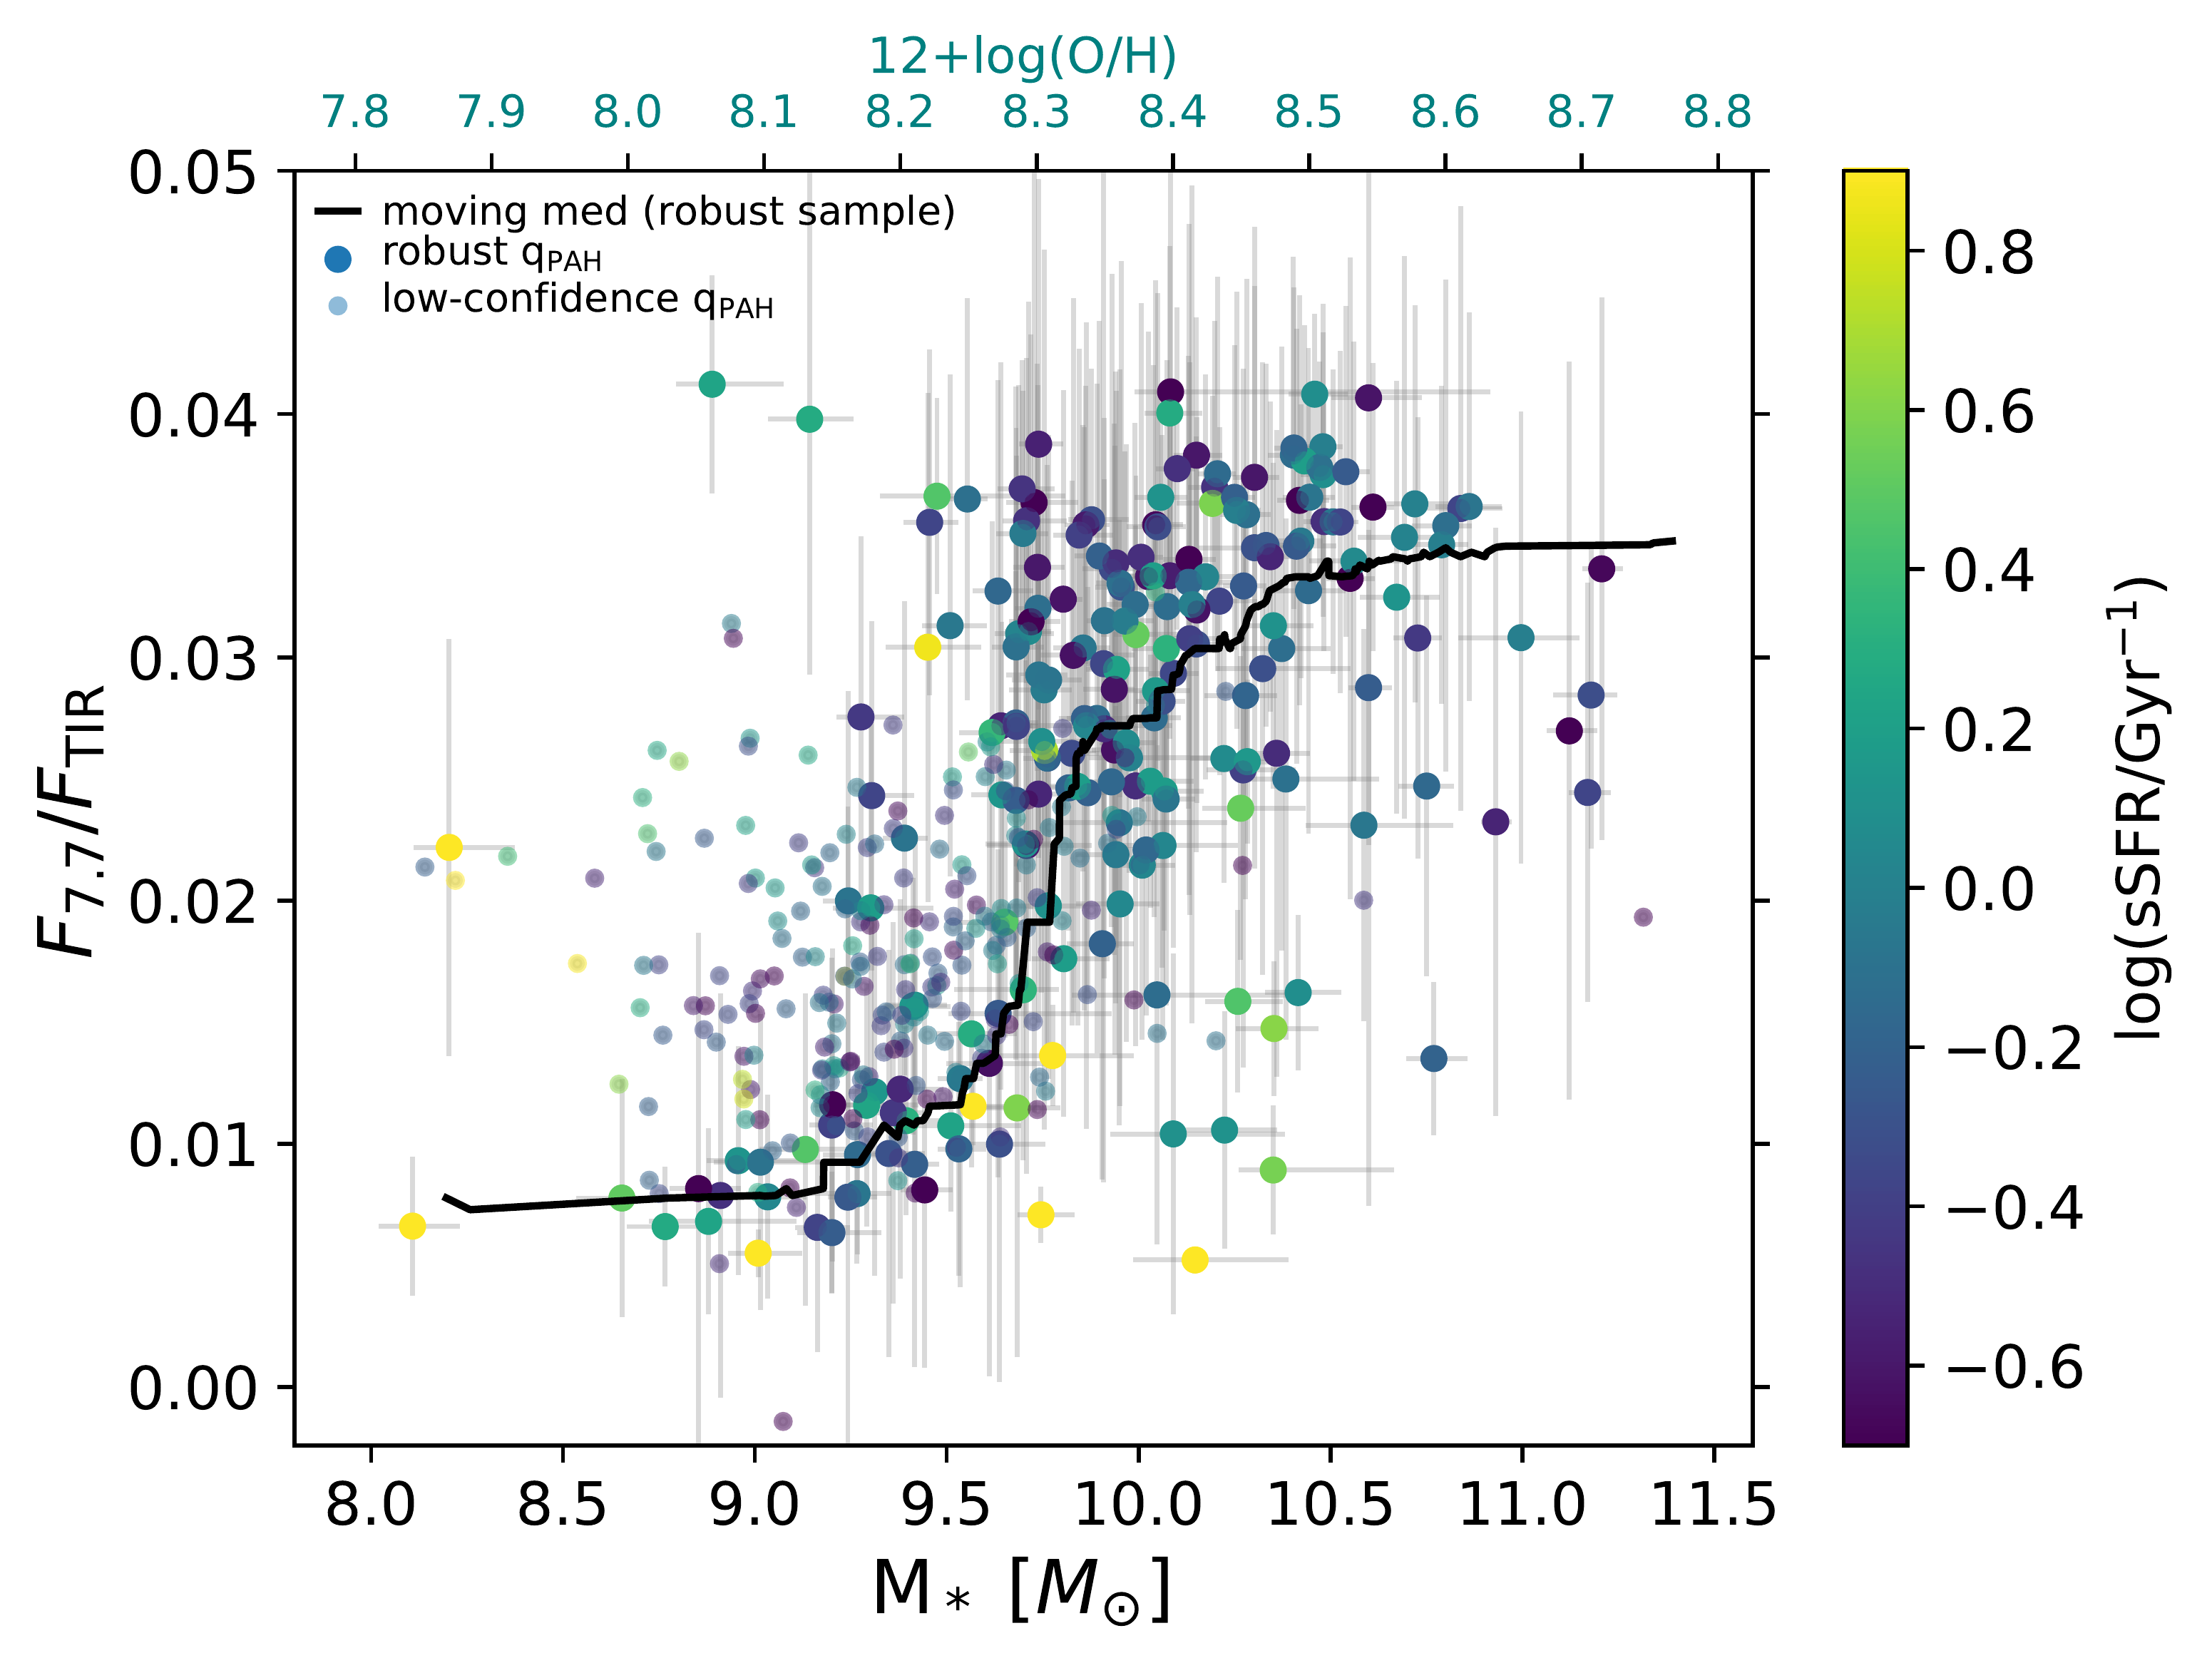 12+log(O/H)
7.8 7.9 8.0 8.1 8.2 8.3 8.4 8.5 8.6 8.7 8.8
moving med (robust sample)
robust q_PAH
low-confidence q_PAH
0.05
0.04
0.03
0.02
0.01
0.00
F_7.7/F_TIR
8.0 8.5 9.0 9.5 10.0 10.5 11.0 11.5
M_* [M_⊙]
0.8
0.6
0.4
0.2
0.0
−0.2
−0.4
−0.6
log(sSFR/Gyr⁻¹)